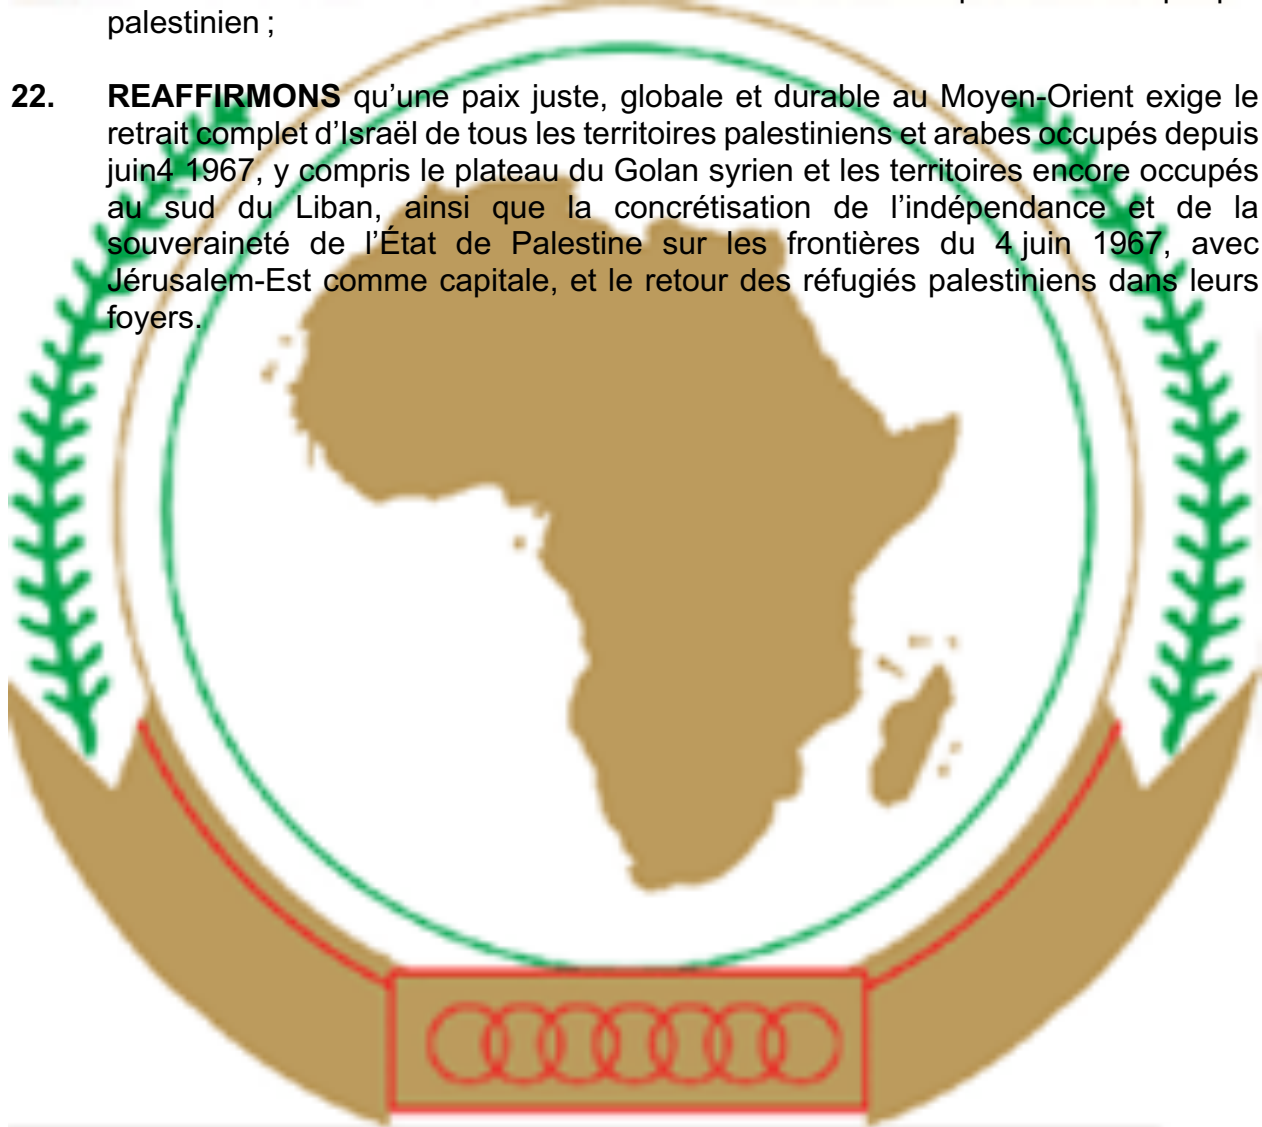 palestinien ;
22. REAFFIRMONS qu'une paix juste, globale et durable au Moyen-Orient exige le
retrait complet d'Israël de tous les territoires palestiniens et arabes occupés depuis
juin4 1967, y compris le plateau du Golan syrien et les territoires encore occupés
au sud du Liban, ainsi que la concrétisation de l'indépendance et de la
souveraineté de l'État de Palestine sur les frontières du 4 juin 1967, avec
Jérusalem-Est comme capitale, et le retour des réfugiés palestiniens dans leurs
foyers.